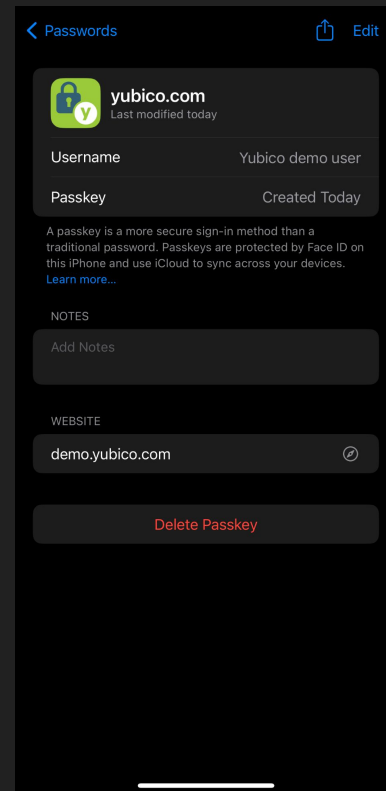 Passwords
Edit
yubico.com
Last modified today
Username Yubico demo user
Passkey Created Today
A passkey is a more secure sign-in method than a
traditional password. Passkeys are protected by Face ID on
this iPhone and use iCloud to sync across your devices.
Learn more...
NOTES
Add Notes
WEBSITE
demo.yubico.com
Delete Passkey